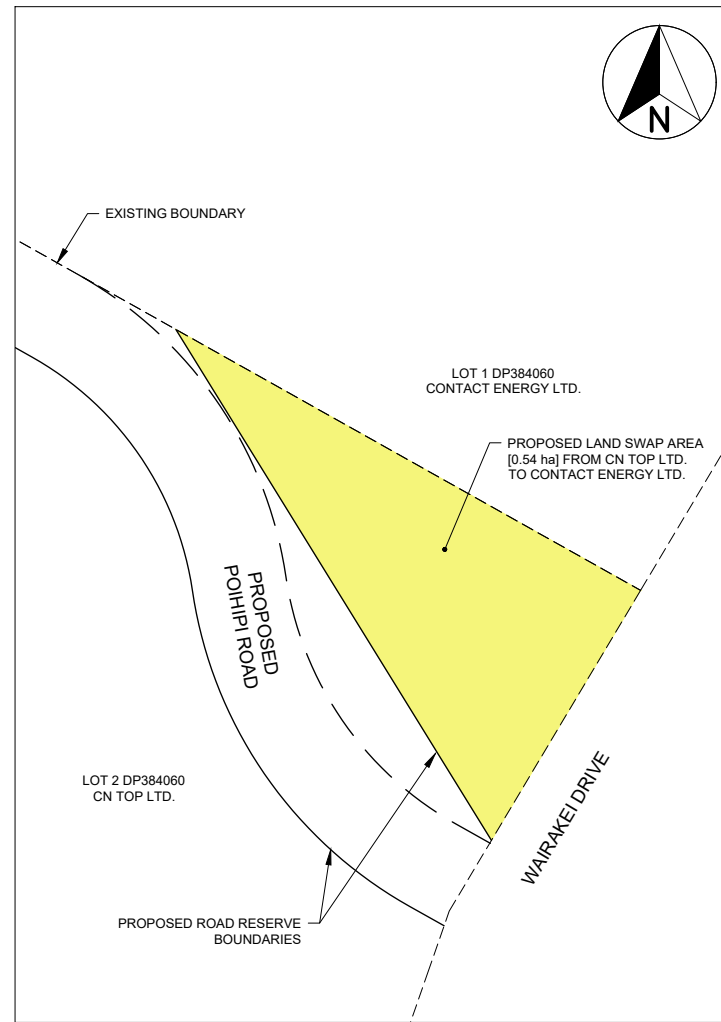 N
EXISTING BOUNDARY
LOT 1 DP384060
CONTACT ENERGY LTD.
PROPOSED LAND SWAP AREA
[0.54 ha] FROM CN TOP LTD.
TO CONTACT ENERGY LTD.
PROPOSED
POIHIPI ROAD
LOT 2 DP384060
CN TOP LTD.
WAIRAKEI DRIVE
PROPOSED ROAD RESERVE
BOUNDARIES